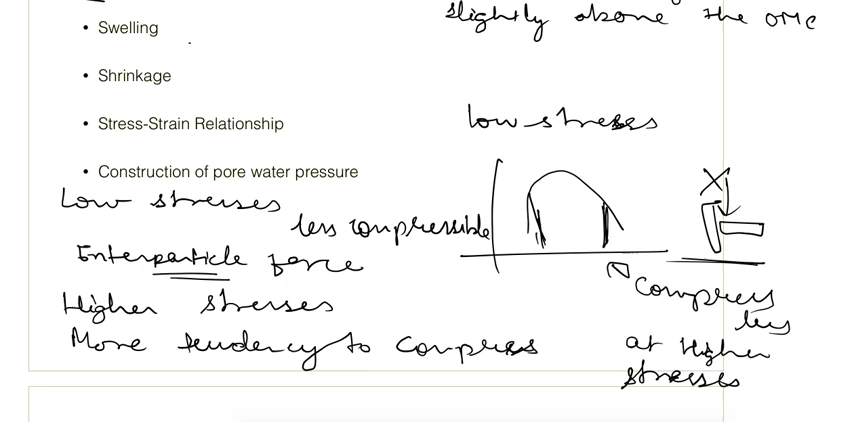 slightly above the OMC
• Swelling
• Shrinkage
• Stress-Strain Relationship
low stresses
• Construction of pore water pressure
Low stresses
less compressible
Enterparticle force
Higher stresses
More tendency to compress
Compress
less
at Higher
stresses